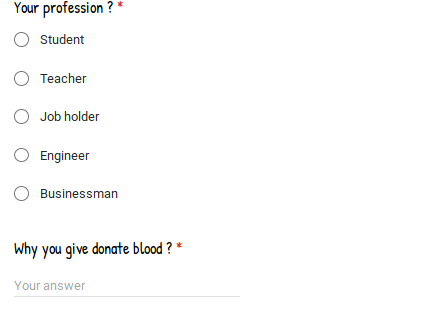 Your profession ? *
Student
Teacher
Job holder
Engineer
Businessman
Why you give donate blood ? *
Your answer